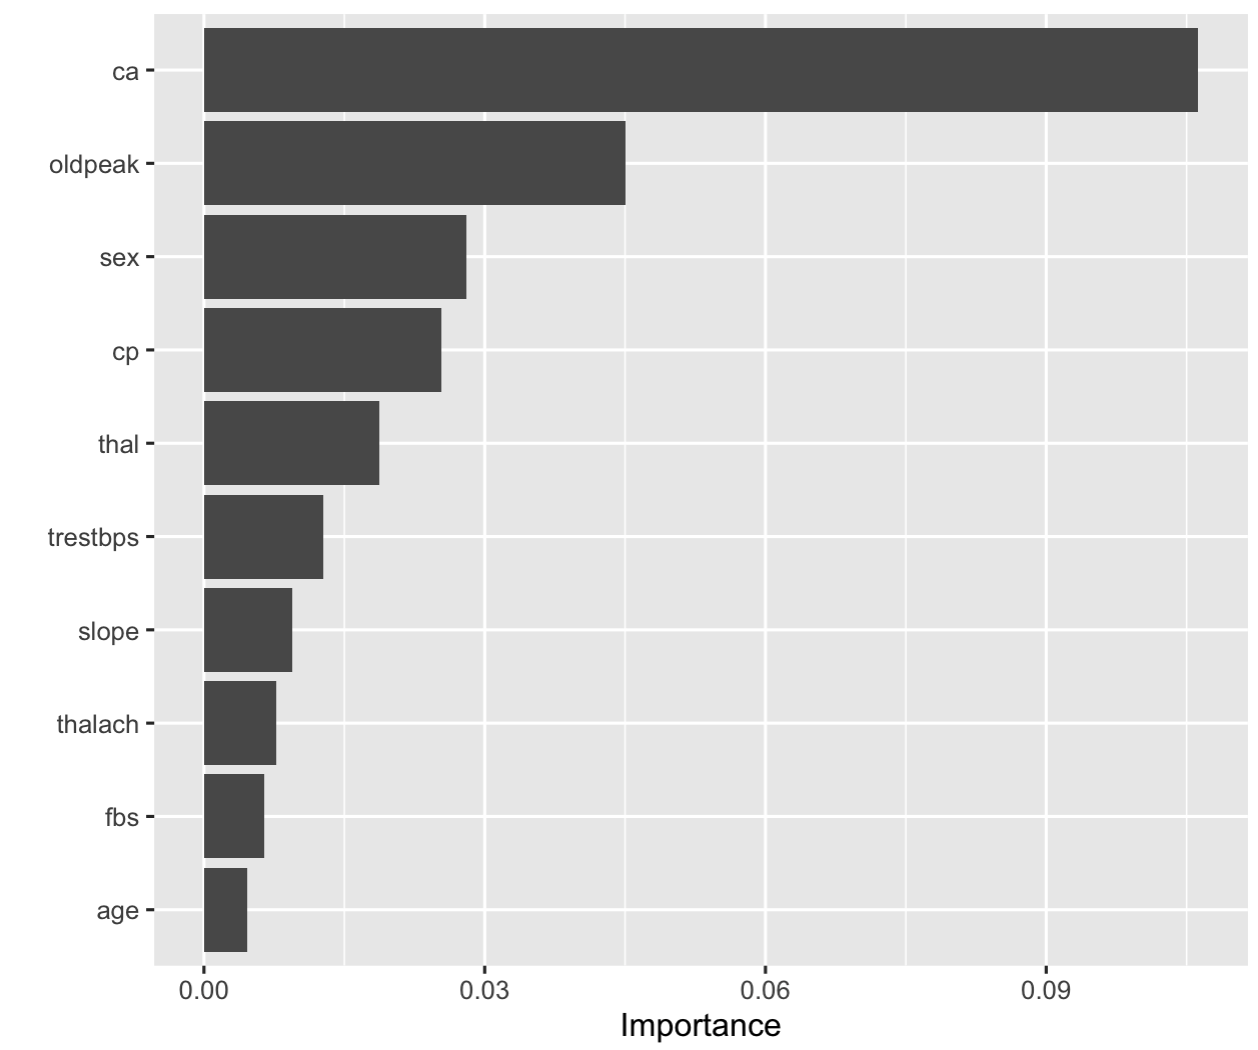 ca
oldpeak
sex
cp
thal
trestbps
slope
thalach
fbs
age
0.00 0.03 0.06 0.09
Importance